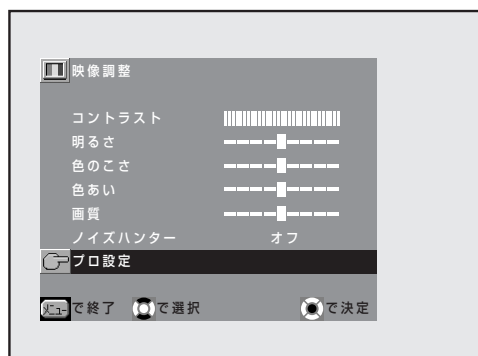 映像調整
コントラスト
明るさ
色のこさ
色あい
画質
ノイズハンター オフ
プロ設定
メニューで終了 で選択 で決定